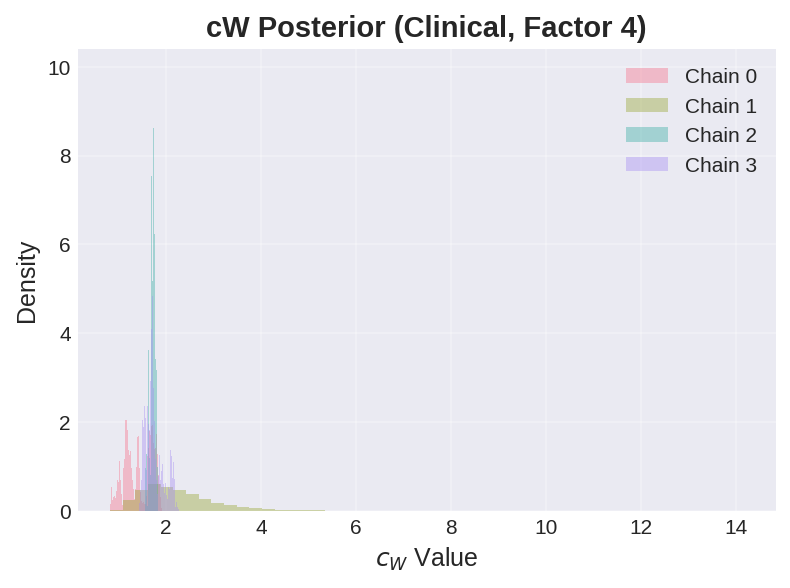 cW Posterior (Clinical, Factor 4)
10
8
6
4
2
0
Density
Chain 0
Chain 1
Chain 2
Chain 3
2 4 6 8 10 12 14
c_W Value